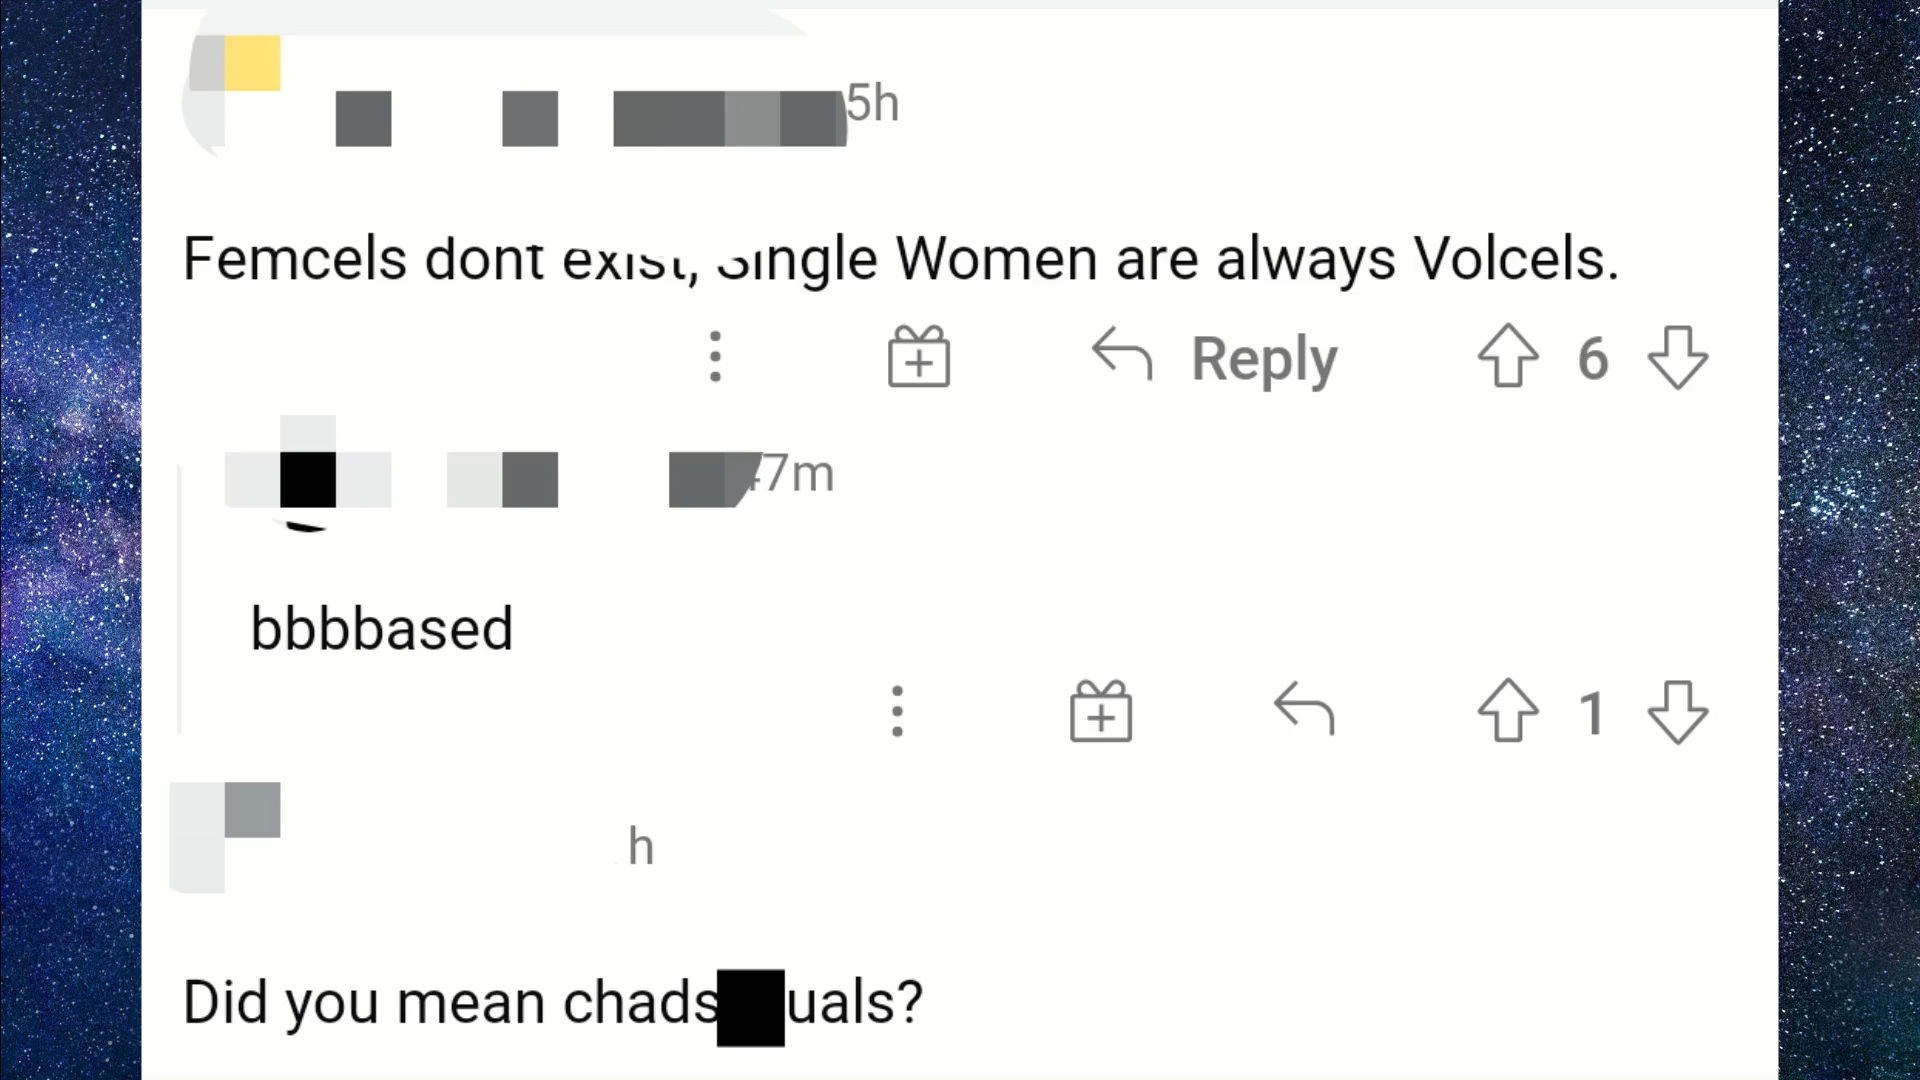 5h
Femcels dont exist, Single Women are always Volcels.
Reply 6
7m
bbbbased
1
h
Did you mean chads uals?